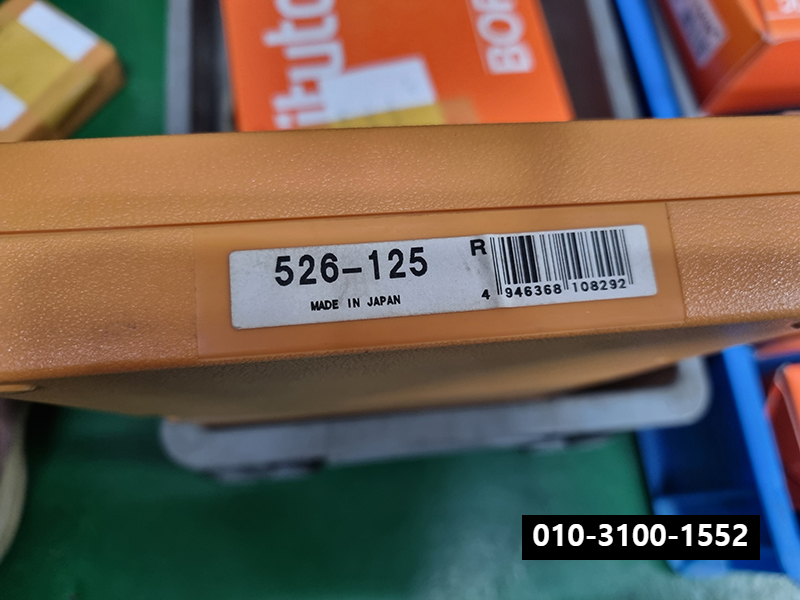 itutoyo
BOR
526-125
MADE IN JAPAN
R
4 946368 108292
010-3100-1552